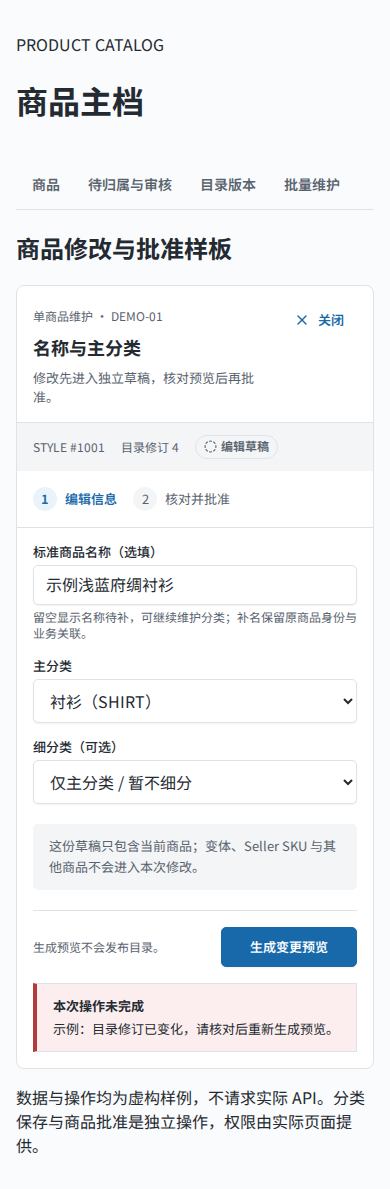 PRODUCT CATALOG
商品主档
商品 待归属与审核 目录版本 批量维护
商品修改与批准样板
单商品维护 · DEMO-01
× 关闭
名称与主分类
修改先进入独立草稿，核对预览后再批
准。
STYLE #1001 目录修订 4 编辑草稿
1 编辑信息 2 核对并批准
标准商品名称（选填）
示例浅蓝府绸衬衫
留空显示名称待补，可继续维护分类；补名保留原商品身份与
业务关联。
主分类
衬衫（SHIRT）
细分类（可选）
仅主分类 / 暂不细分
这份草稿只包含当前商品；变体、Seller SKU 与其
他商品不会进入本次修改。
生成预览不会发布目录。
生成变更预览
本次操作未完成
示例：目录修订已变化，请核对后重新生成预览。
数据与操作均为虚构样例，不请求实际 API。分类
保存与商品批准是独立操作，权限由实际页面提
供。